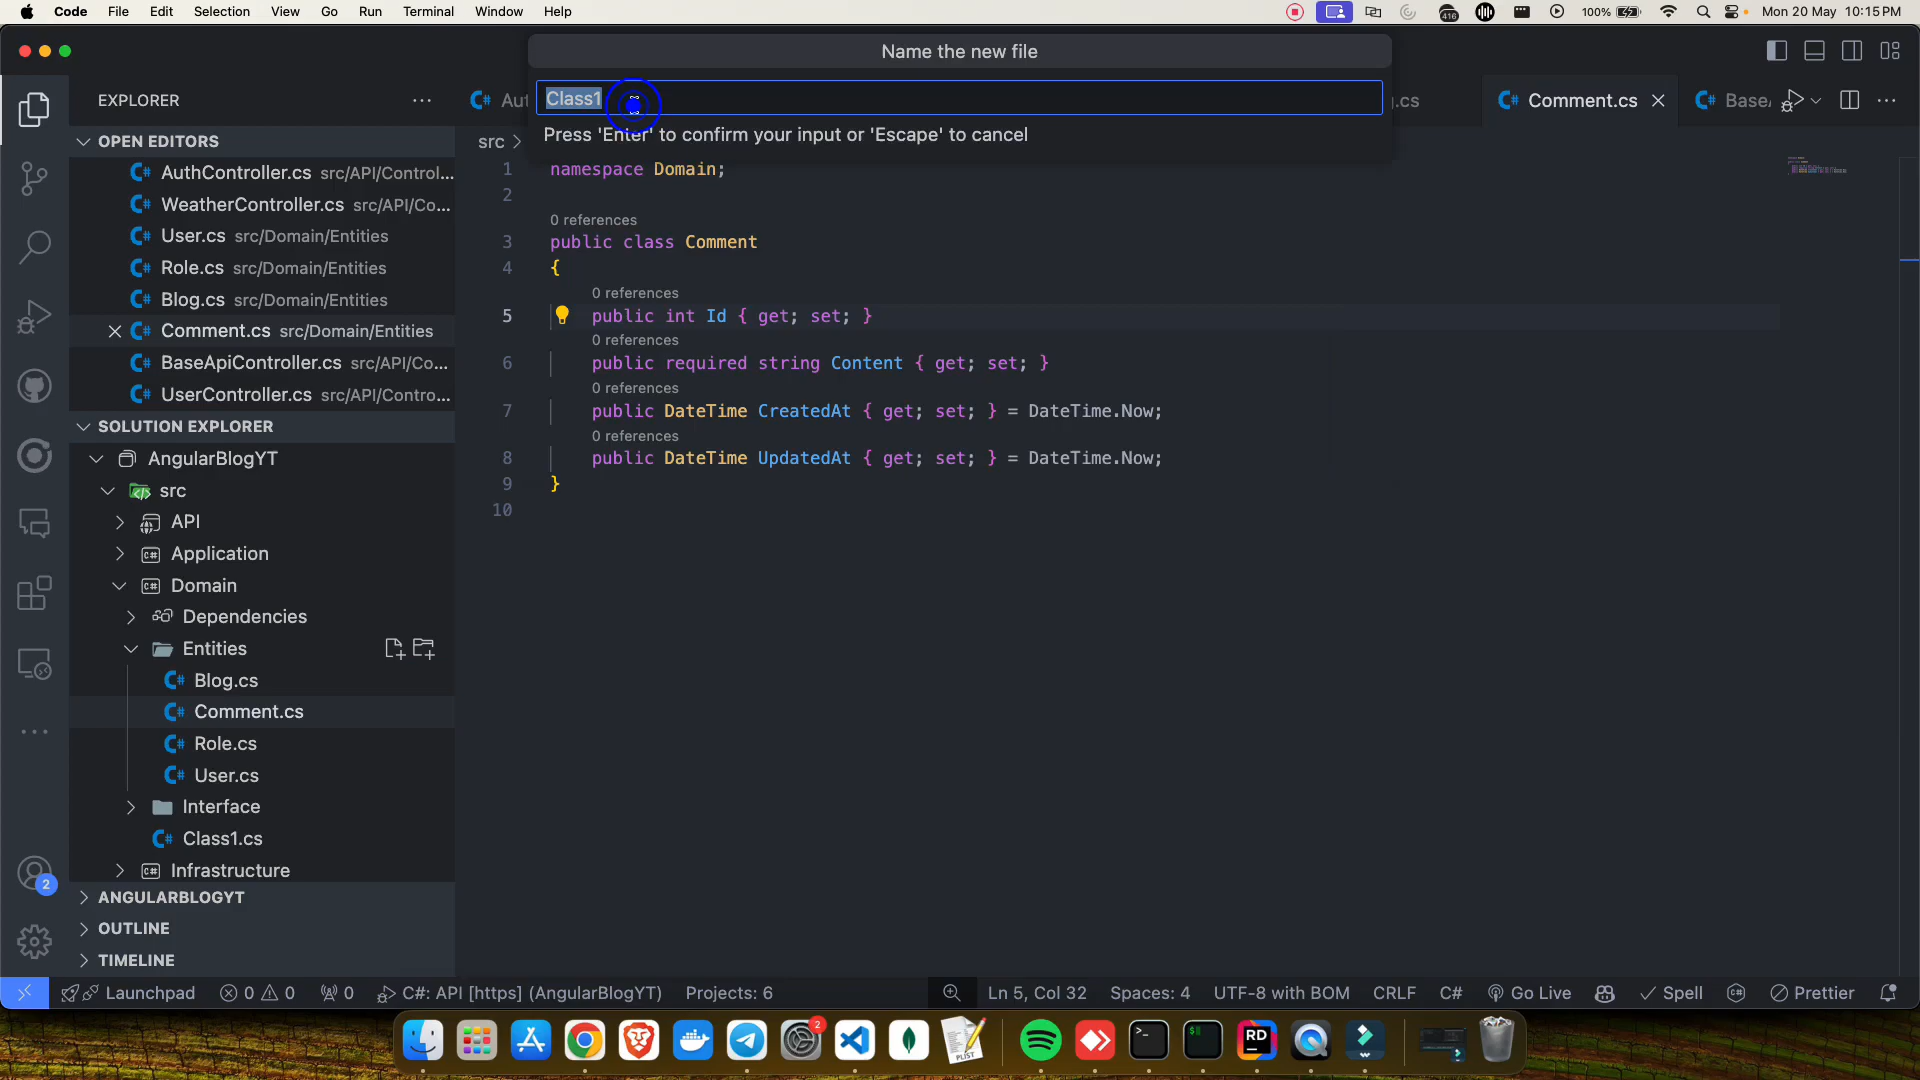 Code File Edit Selection View Go Run Terminal Window Help
416
100%
Mon 20 May 10:15 PM
Name the new file
Class1
Press 'Enter' to confirm your input or 'Escape' to cancel
EXPLORER
Comment.cs
OPEN EDITORS
AuthController.cs src/API/Control...
WeatherController.cs src/API/Co...
User.cs src/Domain/Entities
Role.cs src/Domain/Entities
Blog.cs src/Domain/Entities
Comment.cs src/Domain/Entities
BaseApiController.cs src/API/Co...
UserController.cs src/API/Contro...
SOLUTION EXPLORER
AngularBlogYT
src
API
Application
Domain
Dependencies
Entities
Blog.cs
Comment.cs
Role.cs
User.cs
Interface
Class1.cs
Infrastructure
ANGULARBLOGYT
OUTLINE
TIMELINE
2
src
1 namespace Domain;
2
0 references
3 public class Comment
4 {
0 references
5 public int Id { get; set; }
0 references
6 public required string Content { get; set; }
0 references
7 public DateTime CreatedAt { get; set; } = DateTime.Now;
0 references
8 public DateTime UpdatedAt { get; set; } = DateTime.Now;
9 }
10
Launchpad 0 0 0 C#: API [https] (AngularBlogYT) Projects: 6 Ln 5, Col 32 Spaces: 4 UTF-8 with BOM CRLF C# Go Live Spell Prettier
2
RD
PLIST